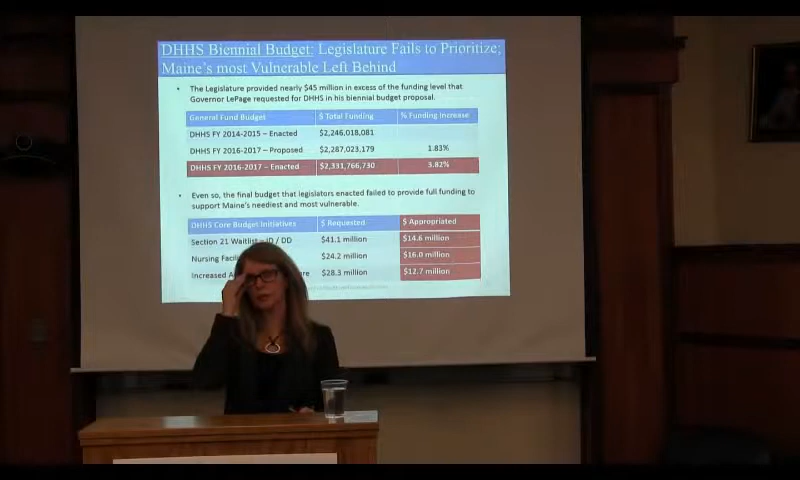 DHHS Biennial Budget: Legislature Fails to Prioritize;
Maine's most Vulnerable Left Behind
• The Legislature provided nearly $45 million in excess of the funding level that
Governor LePage requested for DHHS in his biennial budget proposal.
General Fund Budget $ Total Funding % Funding Increase
DHHS FY 2014-2015 – Enacted $2,246,018,081
DHHS FY 2016-2017 – Proposed $2,287,023,179 1.83%
DHHS FY 2016-2017 – Enacted $2,331,766,730 3.82%
• Even so, the final budget that legislators enacted failed to provide full funding to
support Maine's neediest and most vulnerable.
DHHS Core Budget Initiatives $ Requested $ Appropriated
Section 21 Waitlist – ID / DD $41.1 million $14.6 million
Nursing $24.2 million $16.0 million
Increased $28.3 million $12.7 million